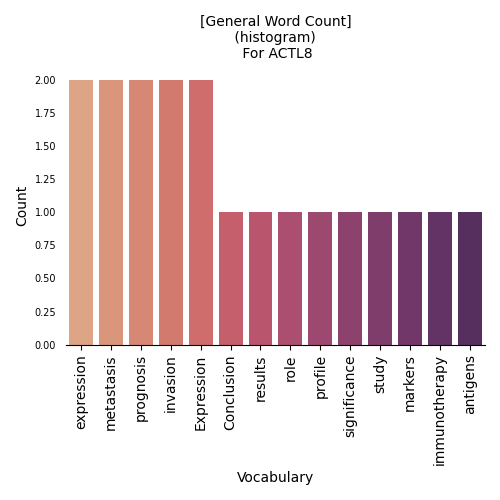 [General Word Count]
(histogram)
For ACTL8
2.00
1.75
1.50
1.25
1.00
0.75
0.50
0.25
0.00
Count
expression
metastasis
prognosis
invasion
Expression
Conclusion
results
role
profile
significance
study
markers
immunotherapy
antigens
Vocabulary